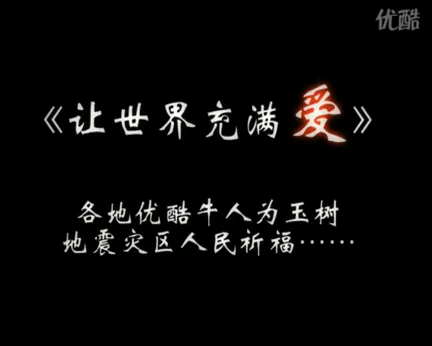 优酷
《让世界充满爱》
各地优酷牛人为玉树
地震灾区人民祈福……